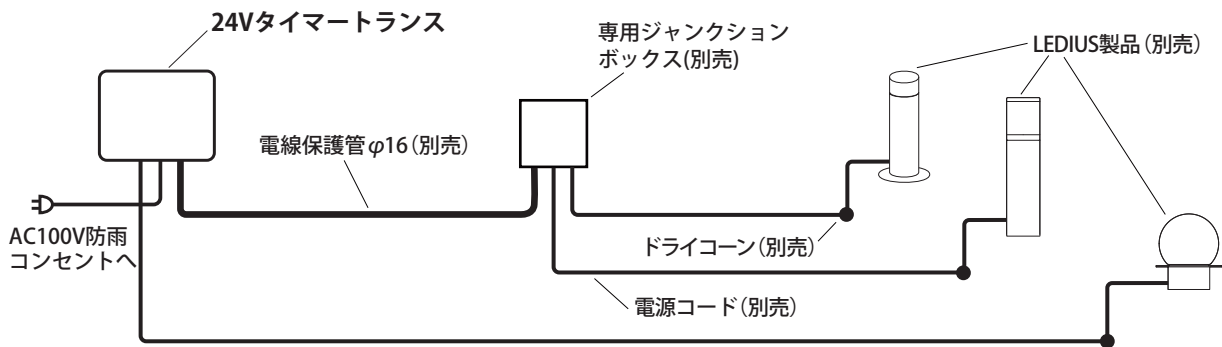 24Vタイマートランス
専用ジャンクション
ボックス(別売)
LEDIUS製品(別売)
電線保護管φ16(別売)
AC100V防雨
コンセントへ
ドライコーン(別売)
電源コード(別売)